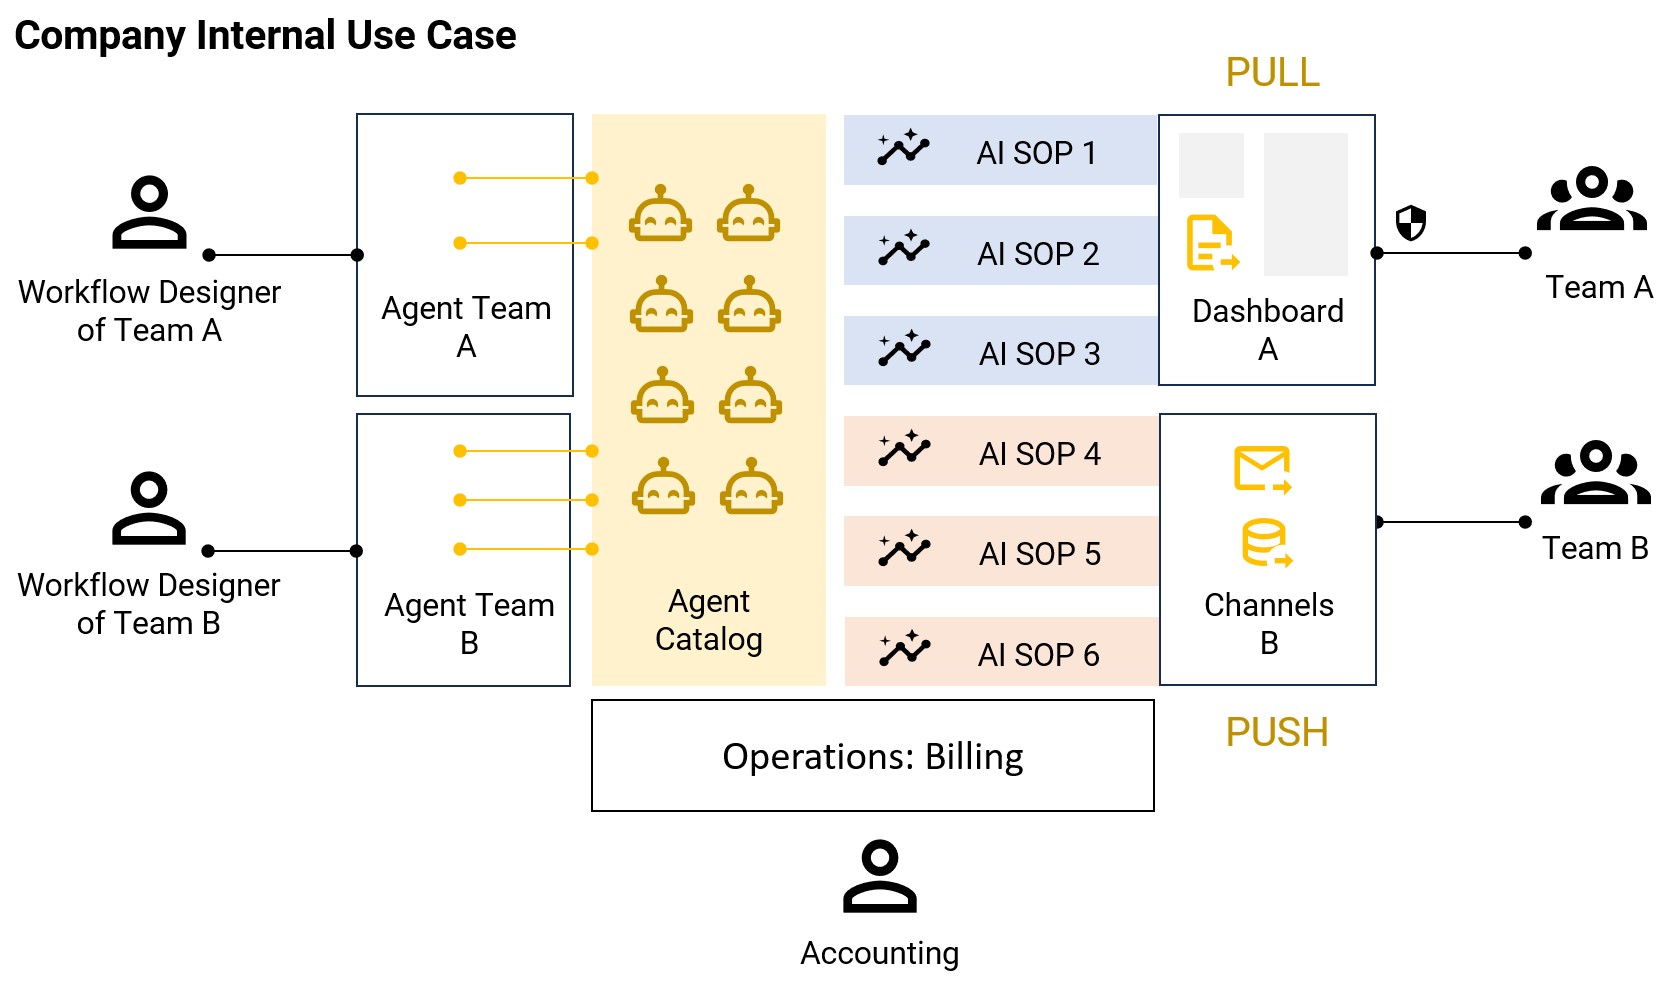 Company Internal Use Case
PULL
Workflow Designer
of Team A
Agent Team
A
AI SOP 1
AI SOP 2
AI SOP 3
Dashboard
A
Team A
Workflow Designer
of Team B
Agent Team
B
Agent
Catalog
AI SOP 4
AI SOP 5
AI SOP 6
Channels
B
Team B
PUSH
Operations: Billing
Accounting